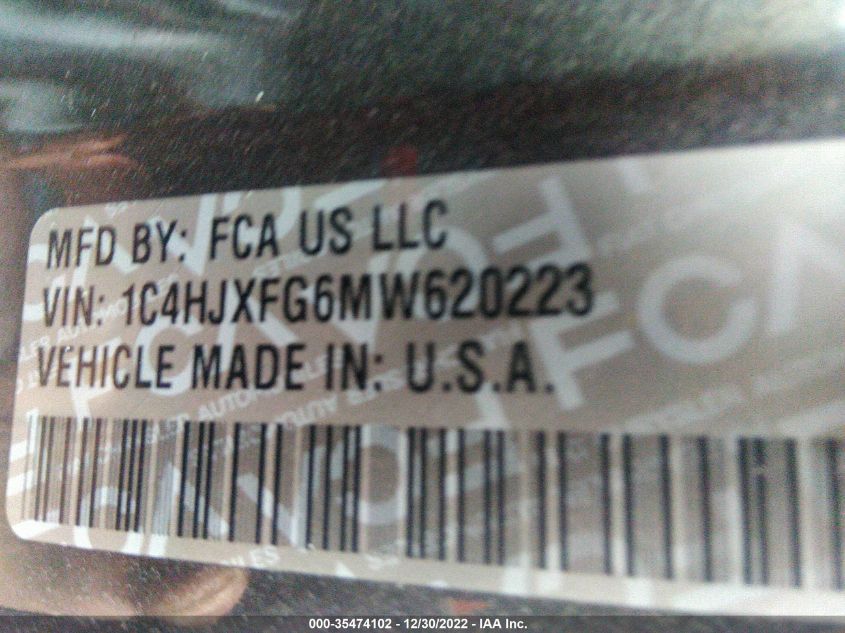 MFD BY: FCA US LLC
VIN: 1C4HJXFG6MW620223
VEHICLE MADE IN: U.S.A.
000-35474102 - 12/30/2022 - IAA Inc.